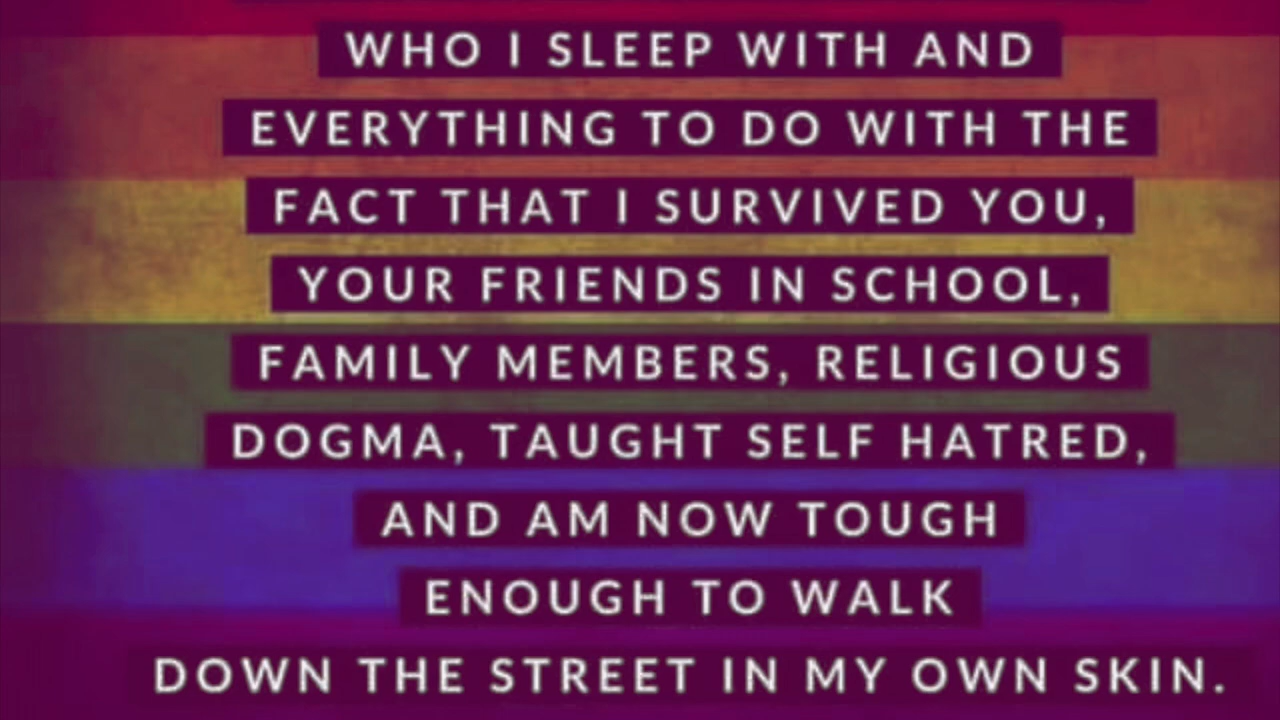 WHO I SLEEP WITH AND
EVERYTHING TO DO WITH THE
FACT THAT I SURVIVED YOU,
YOUR FRIENDS IN SCHOOL,
FAMILY MEMBERS, RELIGIOUS
DOGMA, TAUGHT SELF HATRED,
AND AM NOW TOUGH
ENOUGH TO WALK
DOWN THE STREET IN MY OWN SKIN.